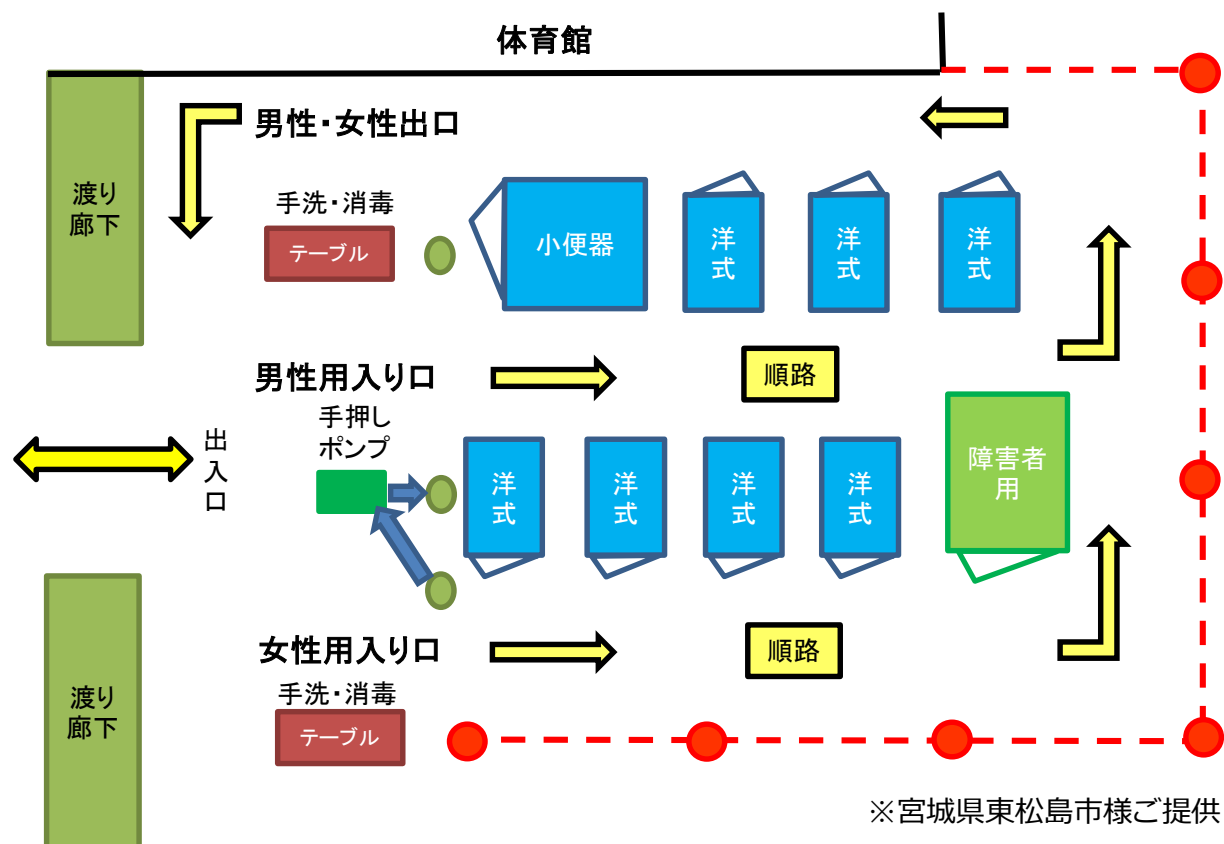 体育館
男性・女性出口
渡り
廊下
手洗・消毒
テーブル
小便器
洋
式
洋
式
洋
式
男性用入り口
順路
手押し
ポンプ
出
入
口
洋
式
洋
式
洋
式
洋
式
障害者
用
女性用入り口
順路
渡り
廊下
手洗・消毒
テーブル
※宮城県東松島市様ご提供